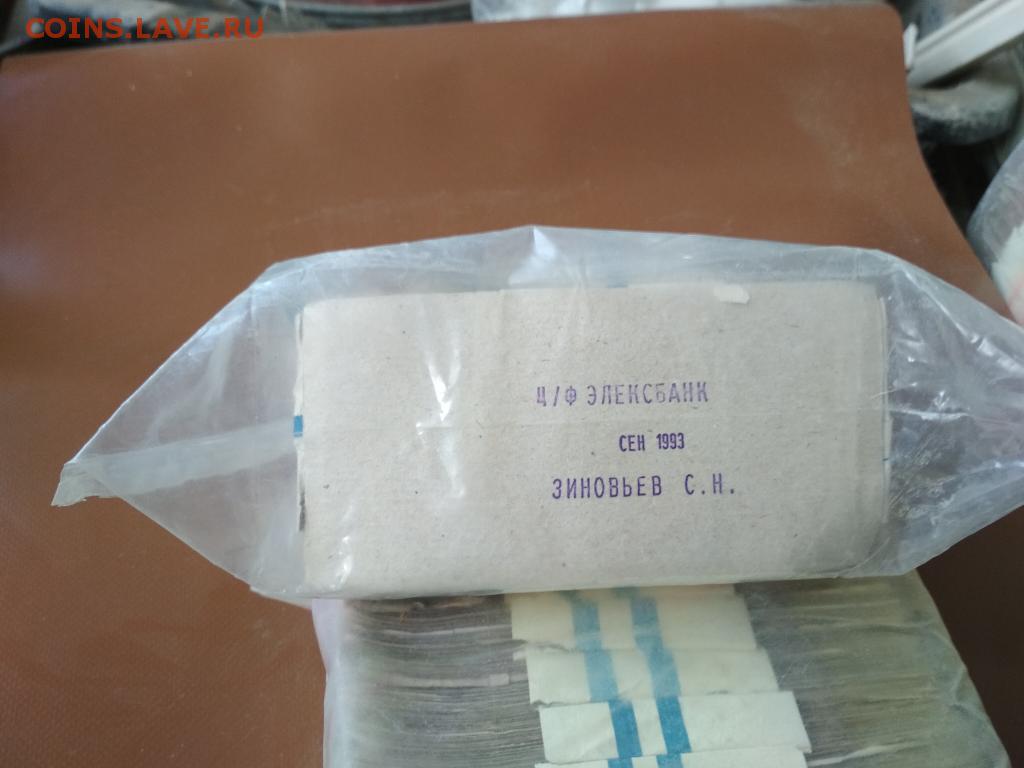 COINS.LAVE.RU
Ц/Ф ЭЛЕКСБАНК
СЕН 1993
ЗИНОВЬЕВ С.Н.